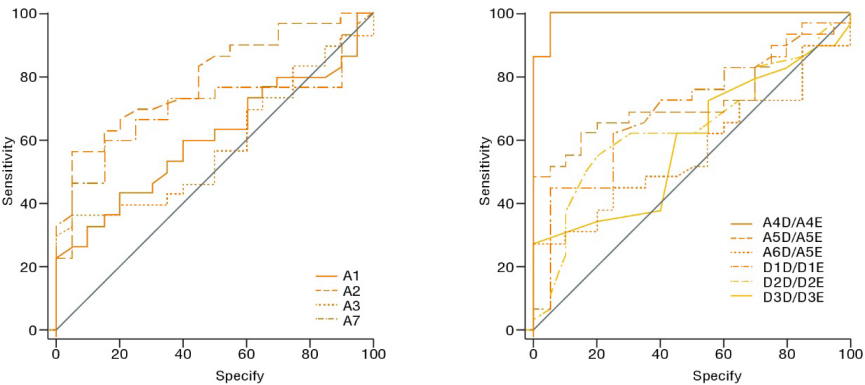 100
80
60
40
20
0
Sensitivity
0 20 40 60 80 100
Specify
A1
A2
A3
A7
100
80
60
40
20
0
Sensitivity
0 20 40 60 80 100
Specify
A4D/A4E
A5D/A5E
A6D/A5E
D1D/D1E
D2D/D2E
D3D/D3E